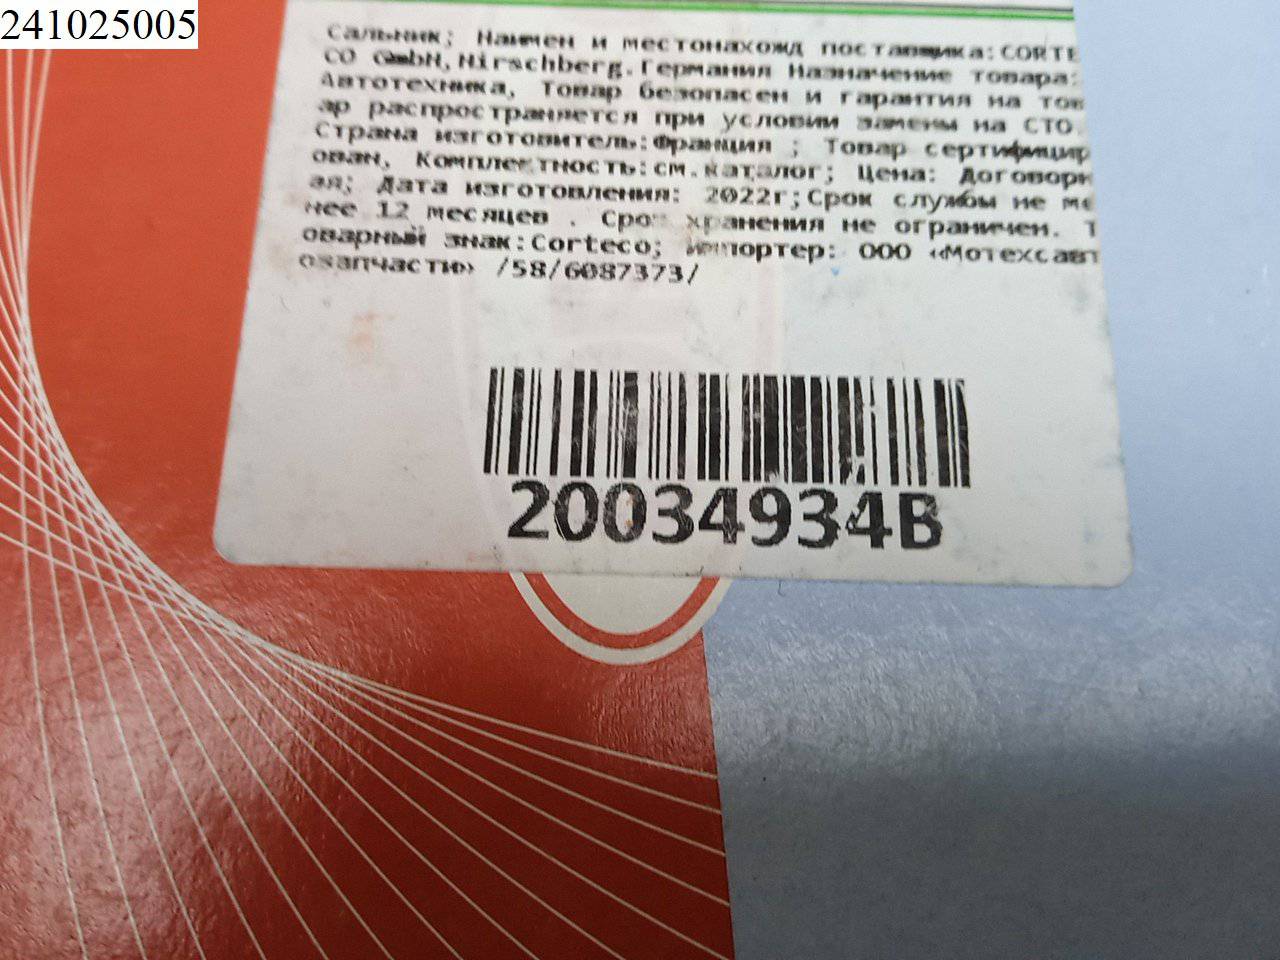 241025005
Сальник; Наимен и местонахожд поставщика:CORTE
CO GmbH,Hirschberg.Германия Назначение товара:
Автотехника, Товар безопасен и гарантия на тов
ар распространяется при условии замены на СТО.
Страна изготовитель:Франция ; Товар сертифицир
ован, Комплектность:см.каталог; Цена: Договорн
ая; Дата изготовления: 2022г;Срок службы не ме
нее 12 месяцев . Срок хранения не ограничен. Т
оварный знак:Corteco; импортер: ООО «Мотехсавт
озапчасти» /58/6087373/
20034934B